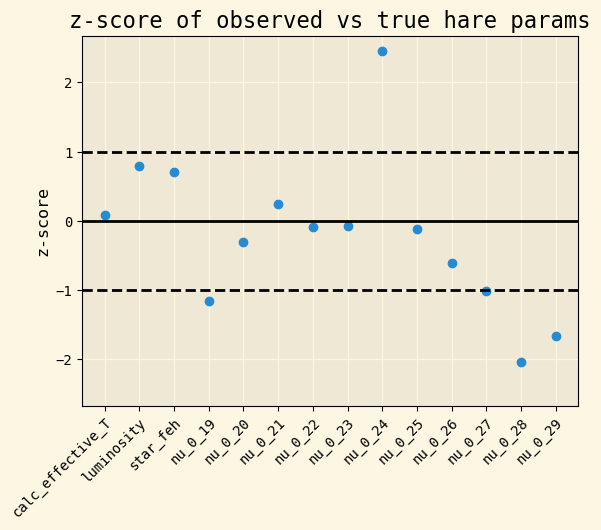 z-score of observed vs true hare params
z-score
2
1
0
−1
−2
calc_effective_T
luminosity
star_feh
nu_0_19
nu_0_20
nu_0_21
nu_0_22
nu_0_23
nu_0_24
nu_0_25
nu_0_26
nu_0_27
nu_0_28
nu_0_29